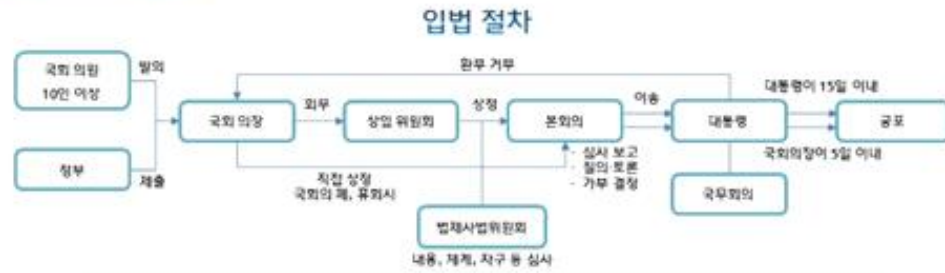 입법 절차
국회 의원
10인 이상
발의
정부
제출
국회 의장
회부
상임 위원회
상정
본회의
이송
대통령
환부 거부
대통령이 15일 이내
공포
국회의장이 5일 이내
직접 상정
국회의 폐, 휴회시
- 심사 보고
- 질의 토론
- 가부 결정
국무회의
법제사법위원회
내용, 체계, 자구 등 심사